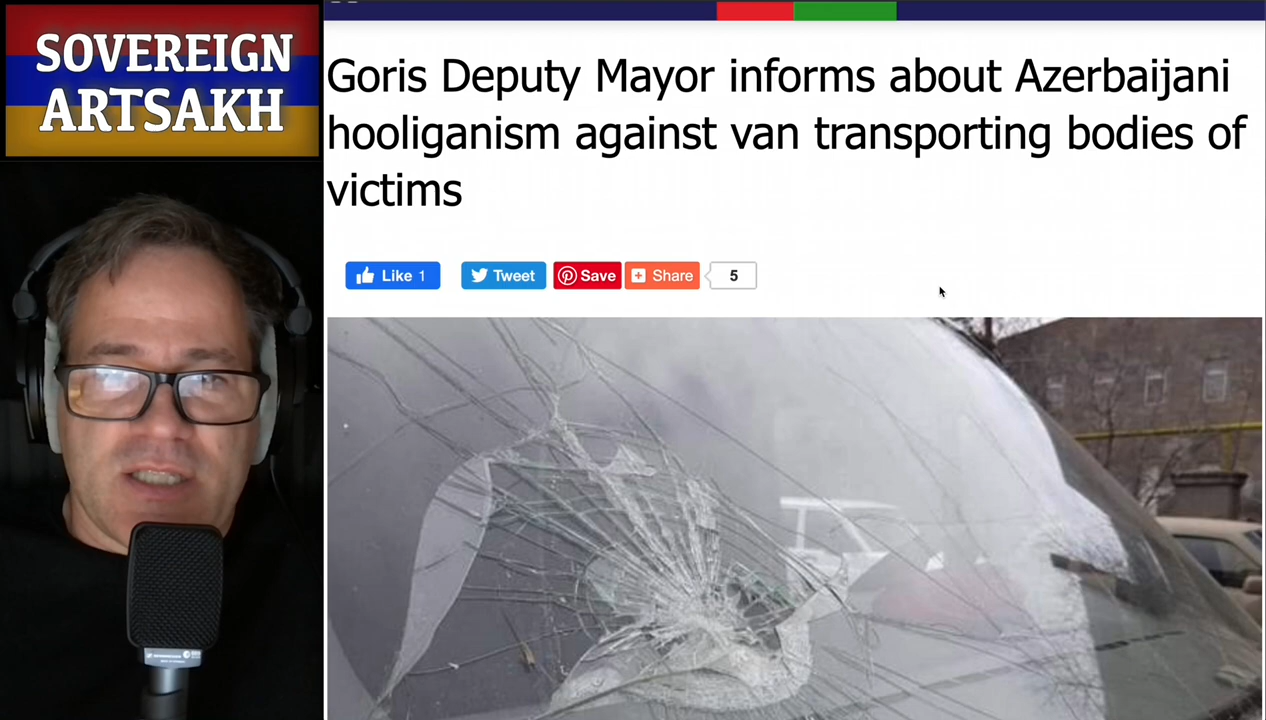 SOVEREIGN
ARTSAKH
Goris Deputy Mayor informs about Azerbaijani
hooliganism against van transporting bodies of
victims
Like 1
Tweet
Save
Share
5